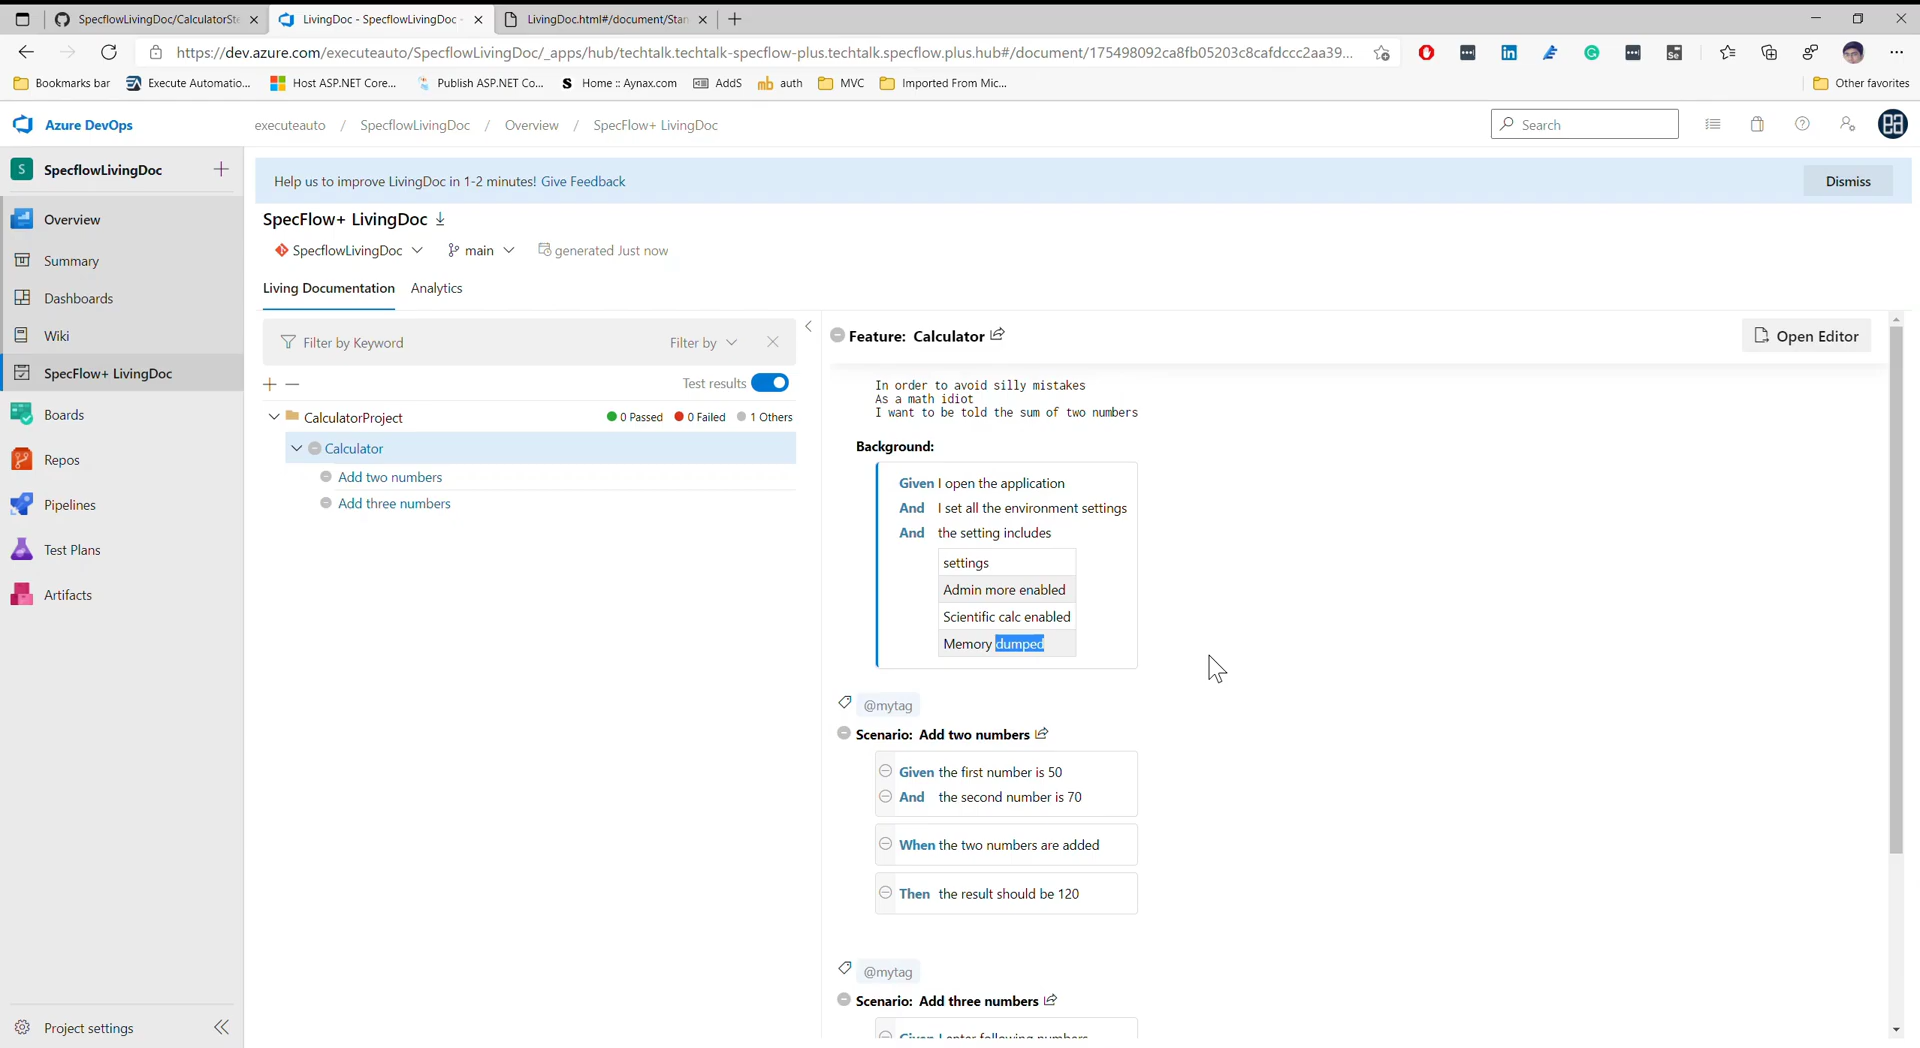 SpecflowLivingDoc/CalculatorSte
LivingDoc - SpecflowLivingDoc -
LivingDoc.html#/document/Stan
https://dev.azure.com/executeauto/SpecflowLivingDoc/_apps/hub/techtalk.techtalk-specflow-plus.techtalk.specflow.plus.hub#/document/175498092ca8fb05203c8cafdccc2aa39...
Bookmarks bar
Execute Automatio...
Host ASP.NET Core...
Publish ASP.NET Co...
Home :: Aynax.com
AddS
auth
MVC
Imported From Mic...
Other favorites
Azure DevOps
executeauto / SpecflowLivingDoc / Overview / SpecFlow+ LivingDoc
Search
S SpecflowLivingDoc
Overview
Summary
Dashboards
Wiki
SpecFlow+ LivingDoc
Boards
Repos
Pipelines
Test Plans
Artifacts
Project settings
Help us to improve LivingDoc in 1-2 minutes! Give Feedback
Dismiss
SpecFlow+ LivingDoc
SpecflowLivingDoc main generated Just now
Living Documentation Analytics
Filter by Keyword Filter by
Test results
CalculatorProject 0 Passed 0 Failed 1 Others
Calculator
Add two numbers
Add three numbers
Feature: Calculator
Open Editor
In order to avoid silly mistakes
As a math idiot
I want to be told the sum of two numbers
Background:
Given I open the application
And I set all the environment settings
And the setting includes
settings
Admin more enabled
Scientific calc enabled
Memory dumped
@mytag
Scenario: Add two numbers
Given the first number is 50
And the second number is 70
When the two numbers are added
Then the result should be 120
@mytag
Scenario: Add three numbers
Given I enter following numbers